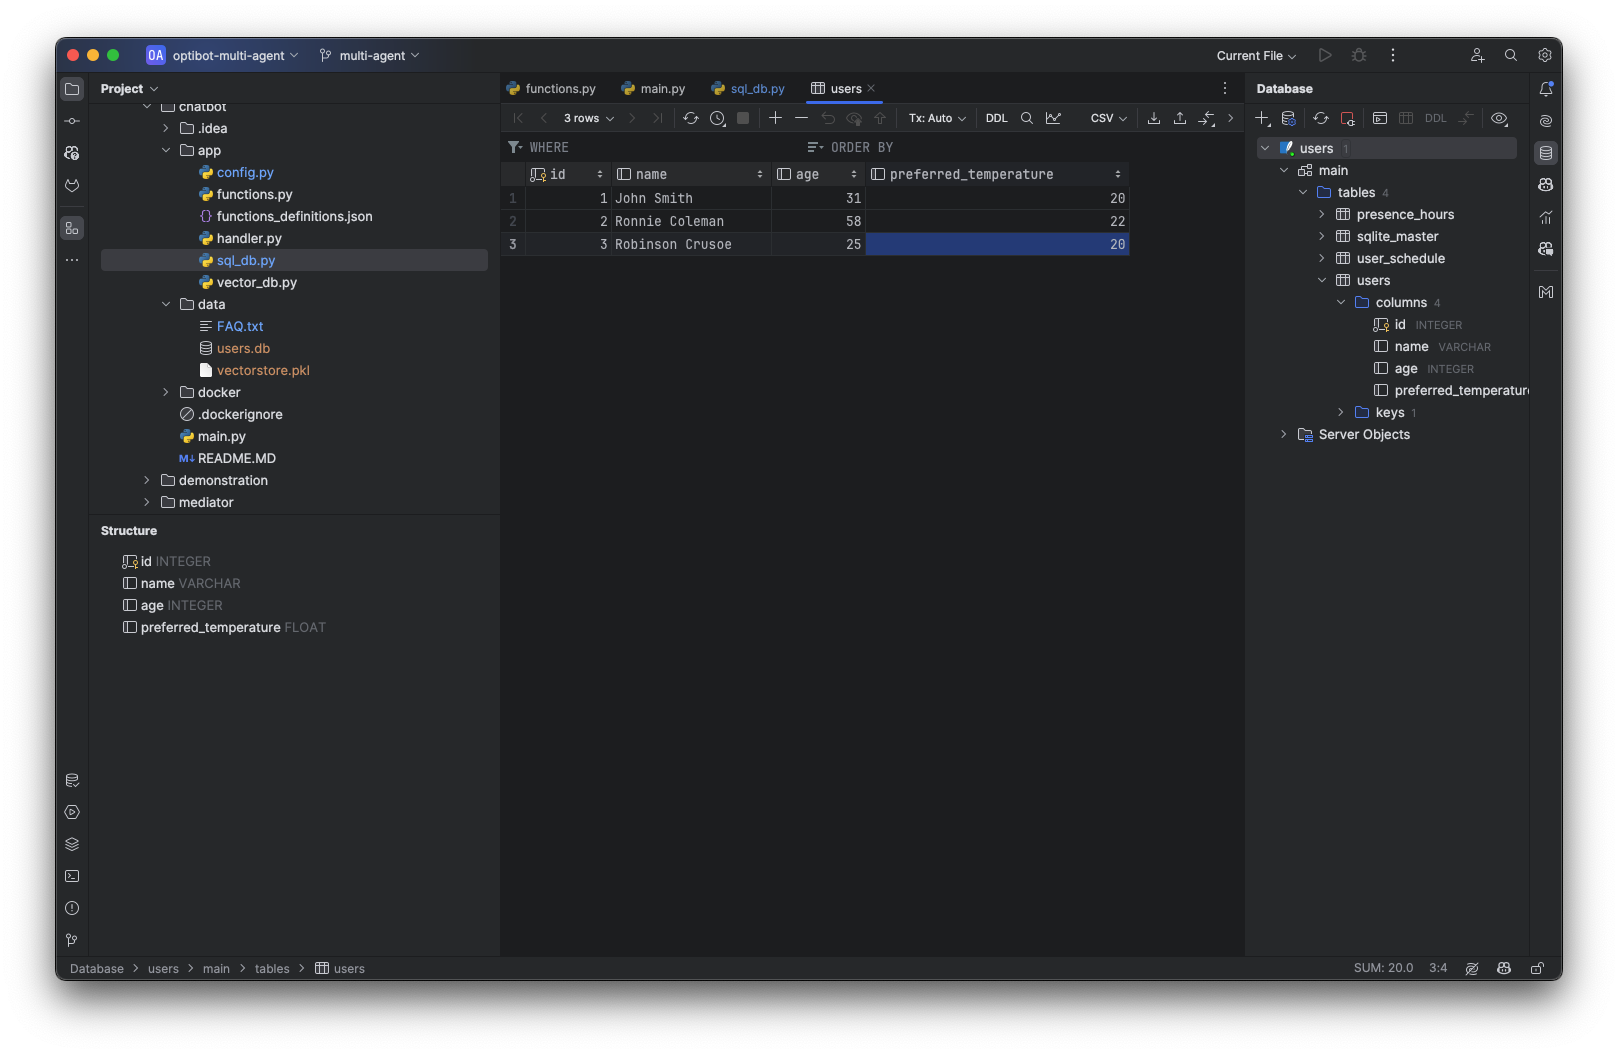 OA optibot-multi-agent multi-agent Current File
Project
chatbot
.idea
app
config.py
functions.py
{} functions_definitions.json
handler.py
sql_db.py
vector_db.py
data
FAQ.txt
users.db
vectorstore.pkl
docker
.dockerignore
main.py
M↓ README.MD
demonstration
mediator
Structure
id INTEGER
name VARCHAR
age INTEGER
preferred_temperature FLOAT
functions.py main.py sql_db.py users
3 rows Tx: Auto DDL CSV
WHERE ORDER BY
id name age preferred_temperature
1 1 John Smith 31 20
2 2 Ronnie Coleman 58 22
3 3 Robinson Crusoe 25 20
Database
DDL
users 1
main
tables 4
presence_hours
sqlite_master
user_schedule
users
columns 4
id INTEGER
name VARCHAR
age INTEGER
preferred_temperature
keys 1
Server Objects
Database > users > main > tables > users SUM: 20.0 3:4